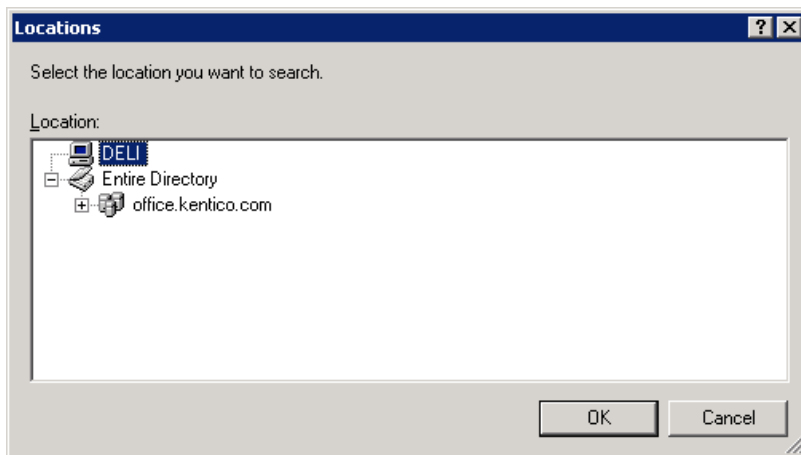 Locations
Select the location you want to search.
Location:
DELI
Entire Directory
office.kentico.com
OK Cancel